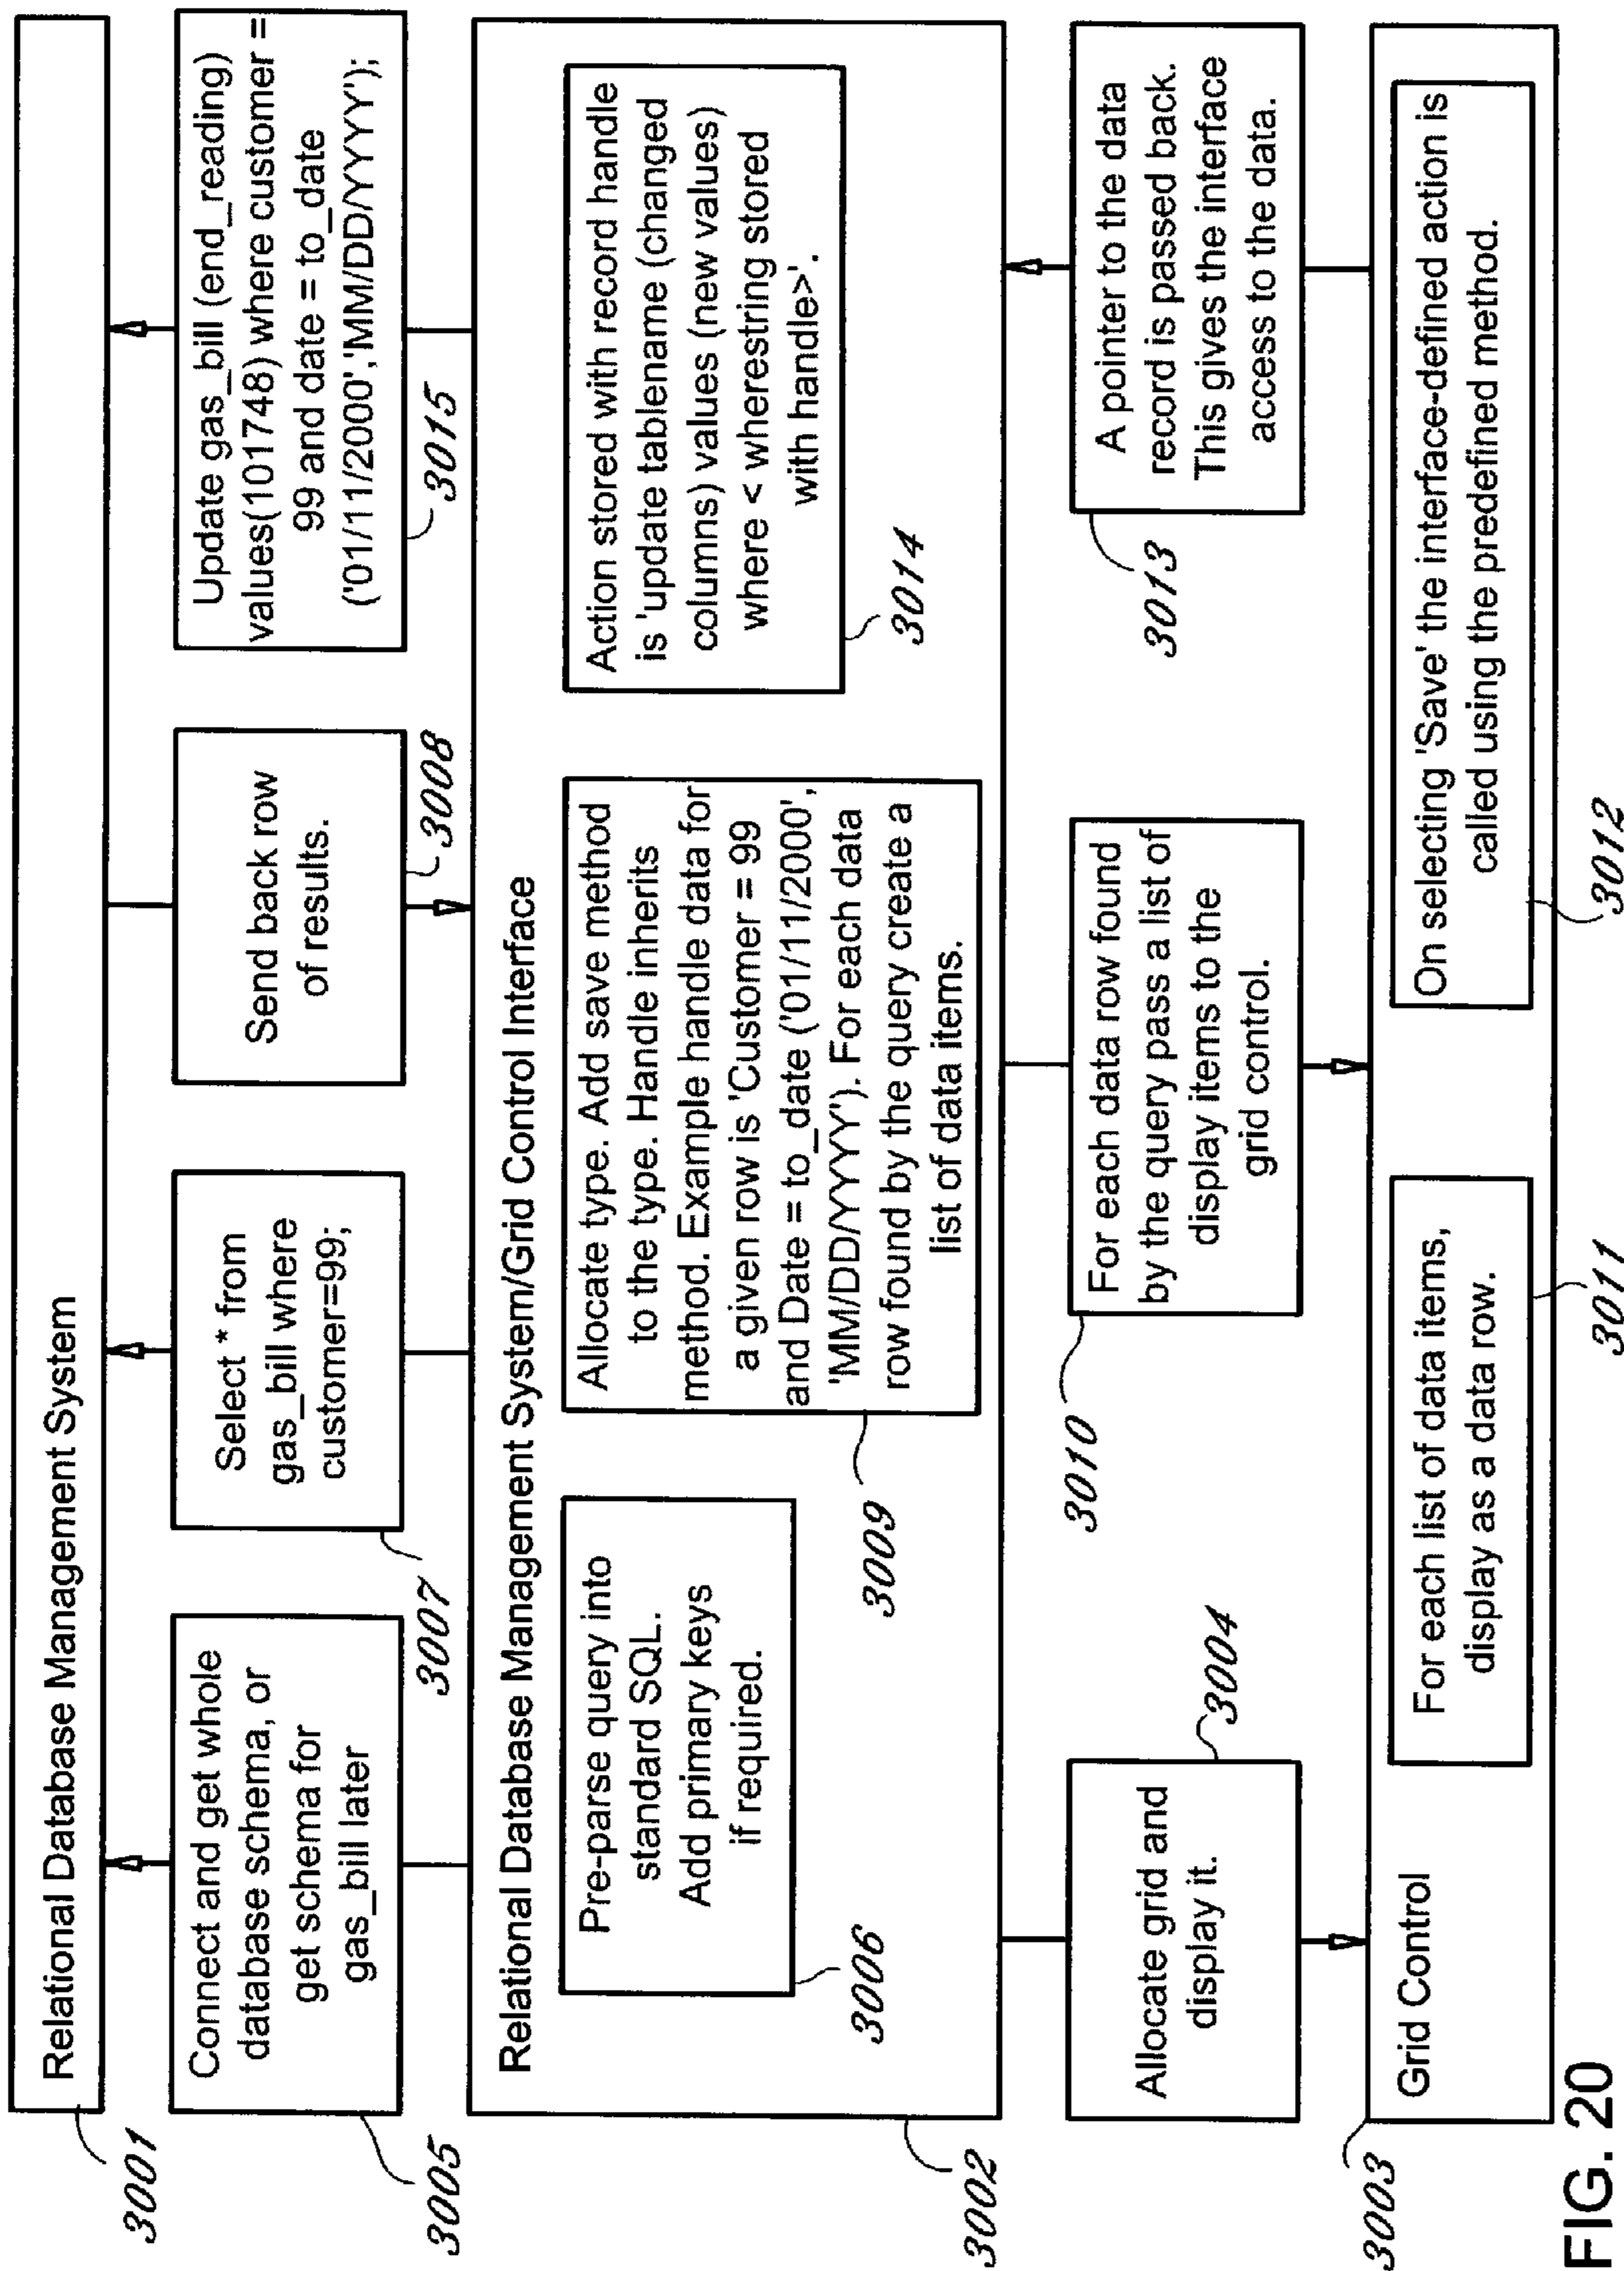 Relational Database Management System
3001
Connect and get whole
database schema, or
get schema for
gas_bill later
3005
Select * from
gas_bill where
customer=99;
3007
Send back row
of results.
3008
Update gas_bill (end_reading)
values(101748) where customer =
99 and date = to_date
('01/11/2000','MM/DD/YYYY');
3015
Relational Database Management System/Grid Control Interface
3002
Pre-parse query into
standard SQL.
Add primary keys
if required.
3006
Allocate type. Add save method
to the type. Handle inherits
method. Example handle data for
a given row is 'Customer = 99
and Date = to_date ('01/11/2000',
'MM/DD/YYYY'). For each data
row found by the query create a
list of data items.
3009
Action stored with record handle
is 'update tablename (changed
columns) values (new values)
where < wherestring stored
with handle>'.
3014
Allocate grid and
display it.
3004
For each data row found
by the query pass a list of
display items to the
grid control.
3010
A pointer to the data
record is passed back.
This gives the interface
access to the data.
3013
Grid Control
3003
For each list of data items,
display as a data row.
3011
On selecting 'Save' the interface-defined action is
called using the predefined method.
3012
FIG. 20